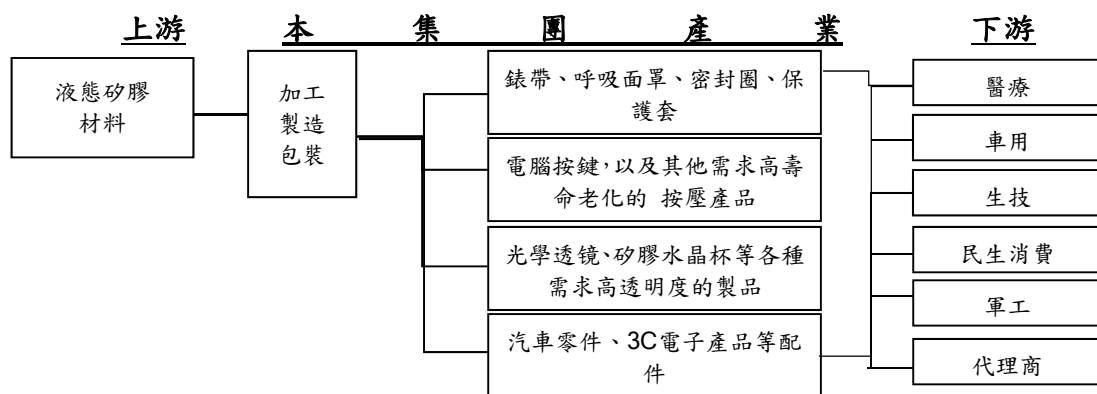 上游 本集團產業 下游
液態矽膠
材料
加工
製造
包裝
錶帶、呼吸面罩、密封圈、保
護套
電腦按鍵,以及其他需求高壽
命老化的 按壓產品
光學透镜、矽膠水晶杯等各種
需求高透明度的製品
汽車零件、3C電子產品等配
件
醫療
車用
生技
民生消費
軍工
代理商